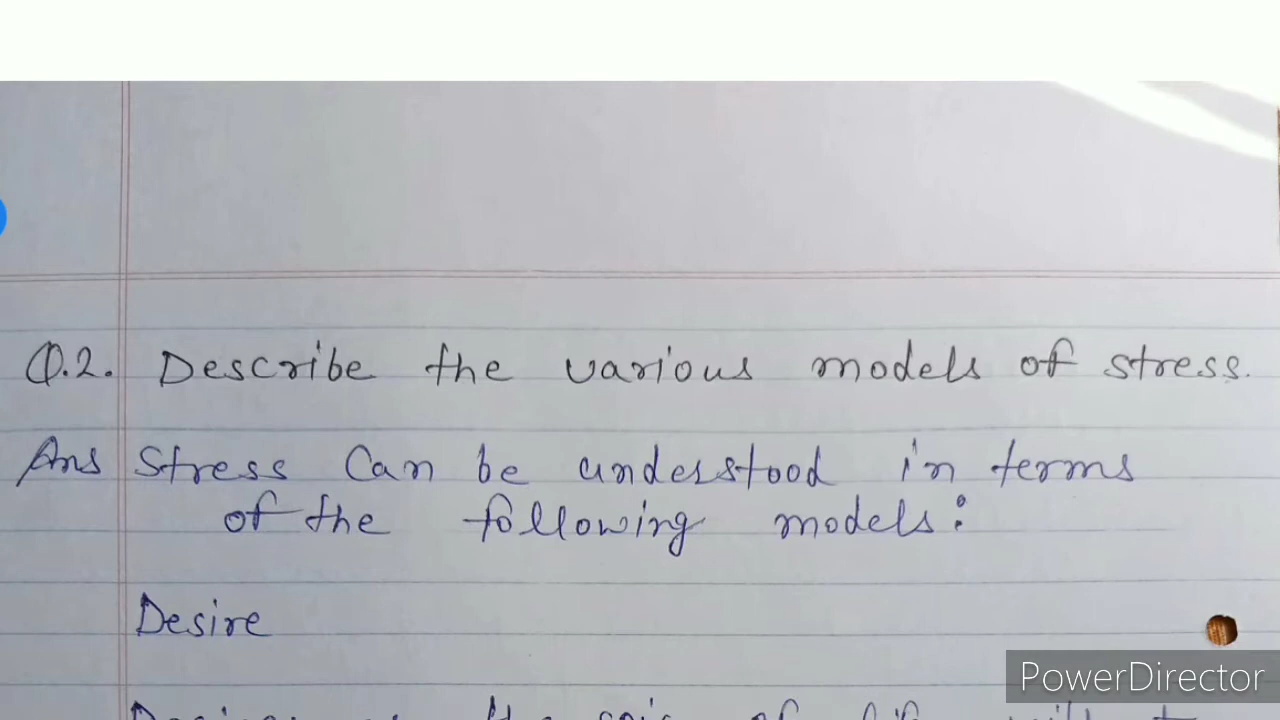 Q.2. Describe the various models of stress.
Ans Stress Can be understood in terms
of the following models:
Desire
of
PowerDirector